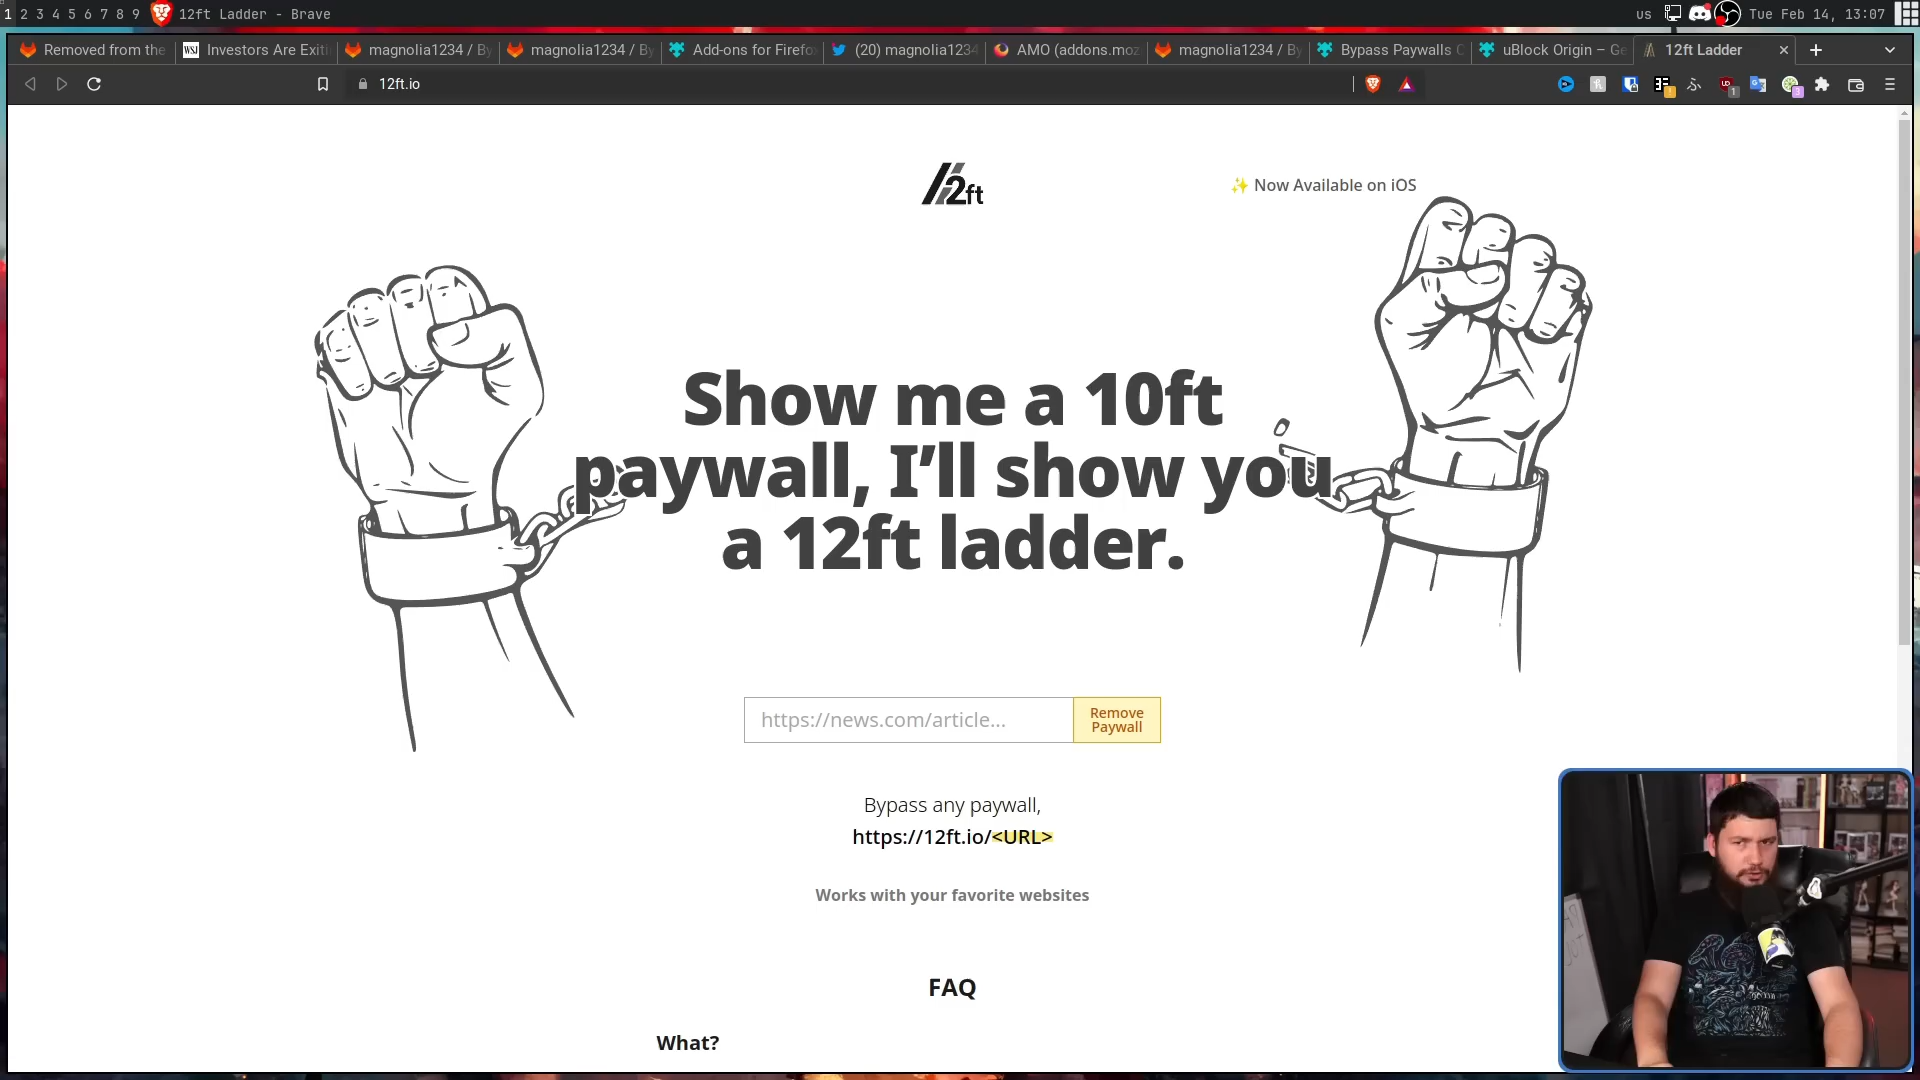 1 2 3 4 5 6 7 8 9 12ft Ladder - Brave us Tue Feb 14, 13:07
Removed from the WSJ Investors Are Exiti magnolia1234 / By magnolia1234 / By Add-ons for Firefo (20) magnolia1234 AMO (addons.moz magnolia1234 / By Bypass Paywalls C uBlock Origin – Ge 12ft Ladder
12ft.io
12ft
✨ Now Available on iOS
Show me a 10ft
paywall, I’ll show you
a 12ft ladder.
https://news.com/article...
Remove
Paywall
Bypass any paywall,
https://12ft.io/<URL>
Works with your favorite websites
FAQ
What?